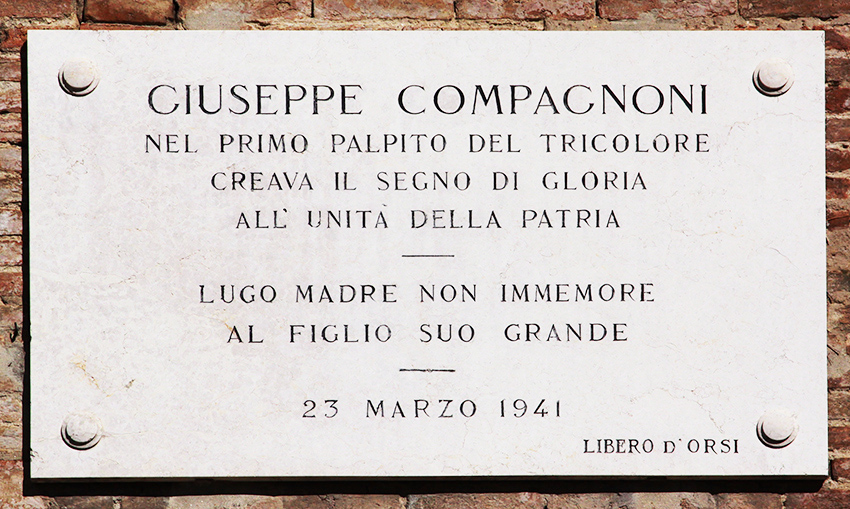 GIUSEPPE COMPAGNONI
NEL PRIMO PALPITO DEL TRICOLORE
CREAVA IL SEGNO DI GLORIA
ALL' UNITÀ DELLA PATRIA
LUGO MADRE NON IMMEMORE
AL FIGLIO SUO GRANDE
23 MARZO 1941
LIBERO D'ORSI